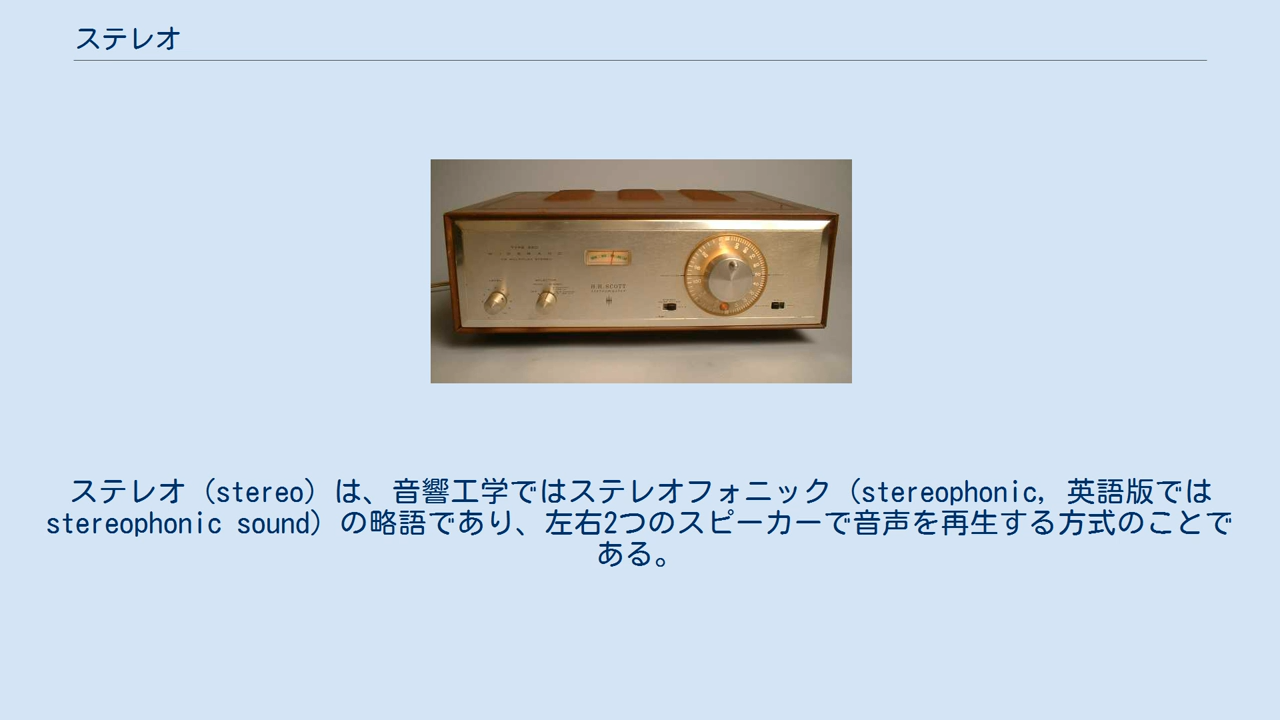 ステレオ
H.H. SCOTT
ステレオ（stereo）は、音響工学ではステレオフォニック（stereophonic, 英語版では
stereophonic sound）の略語であり、左右2つのスピーカーで音声を再生する方式のことで
ある。